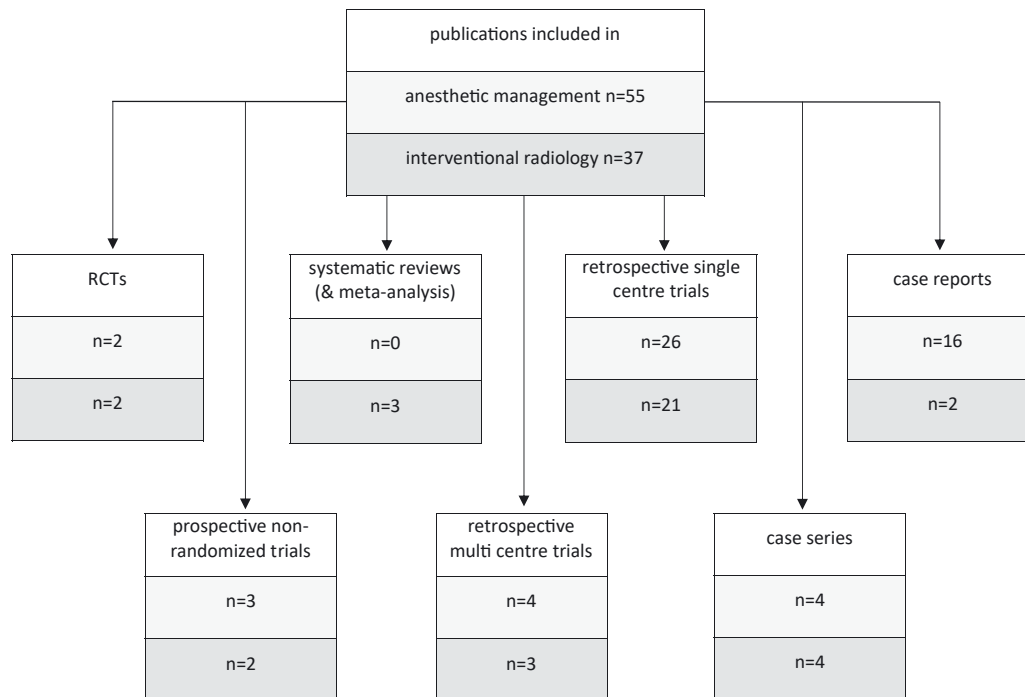 publications included in
anesthetic management n=55
interventional radiology n=37
RCTs
n=2
n=2
systematic reviews
(& meta-analysis)
n=0
n=3
retrospective single
centre trials
n=26
n=21
case reports
n=16
n=2
prospective non-
randomized trials
n=3
n=2
retrospective
multi centre trials
n=4
n=3
case series
n=4
n=4